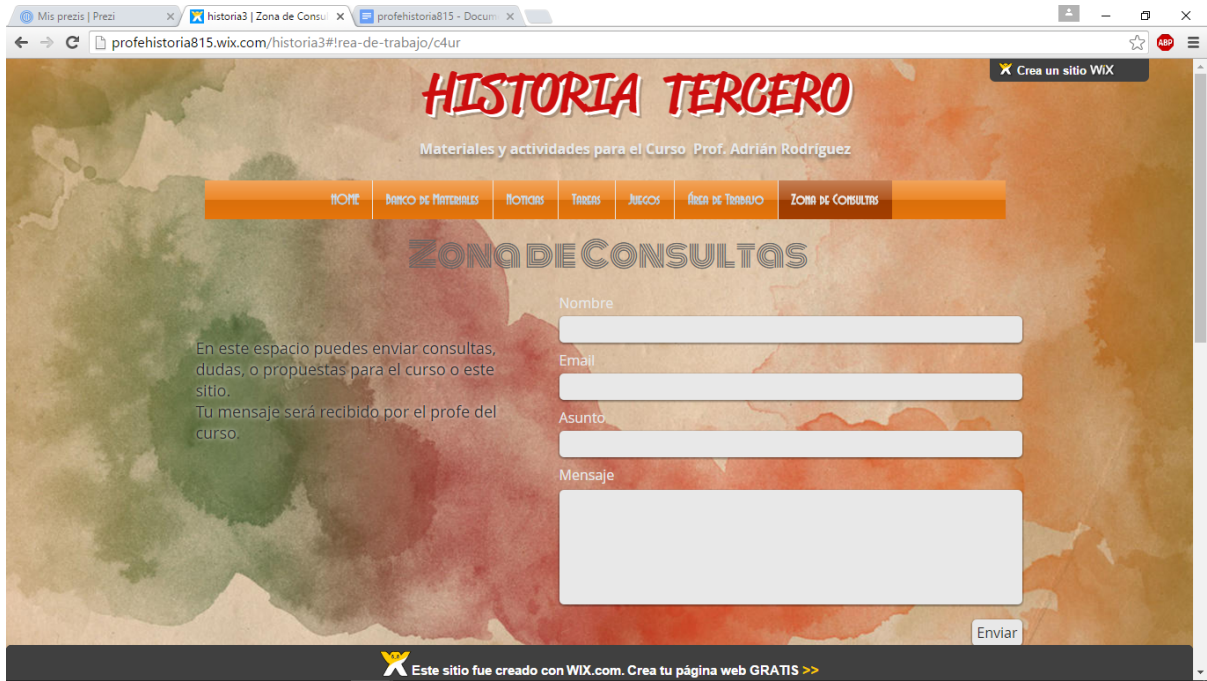 Mis prezis | Prezi
historia3 | Zona de Consul
profehistoria815 - Docum
profehistoria815.wix.com/historia3#!rea-de-trabajo/c4ur
ABP
Crea un sitio WiX
HISTORIA TERCERO
Materiales y actividades para el Curso Prof. Adrián Rodríguez
HOME Banco de Materiales Noticias Tareas Juegos Área de Trabajo Zona de Consultas
Zona de Consultas
En este espacio puedes enviar consultas,
dudas, o propuestas para el curso o este
sitio.
Tu mensaje será recibido por el profe del
curso.
Nombre
Email
Asunto
Mensaje
Enviar
Este sitio fue creado con WIX.com. Crea tu página web GRATIS >>